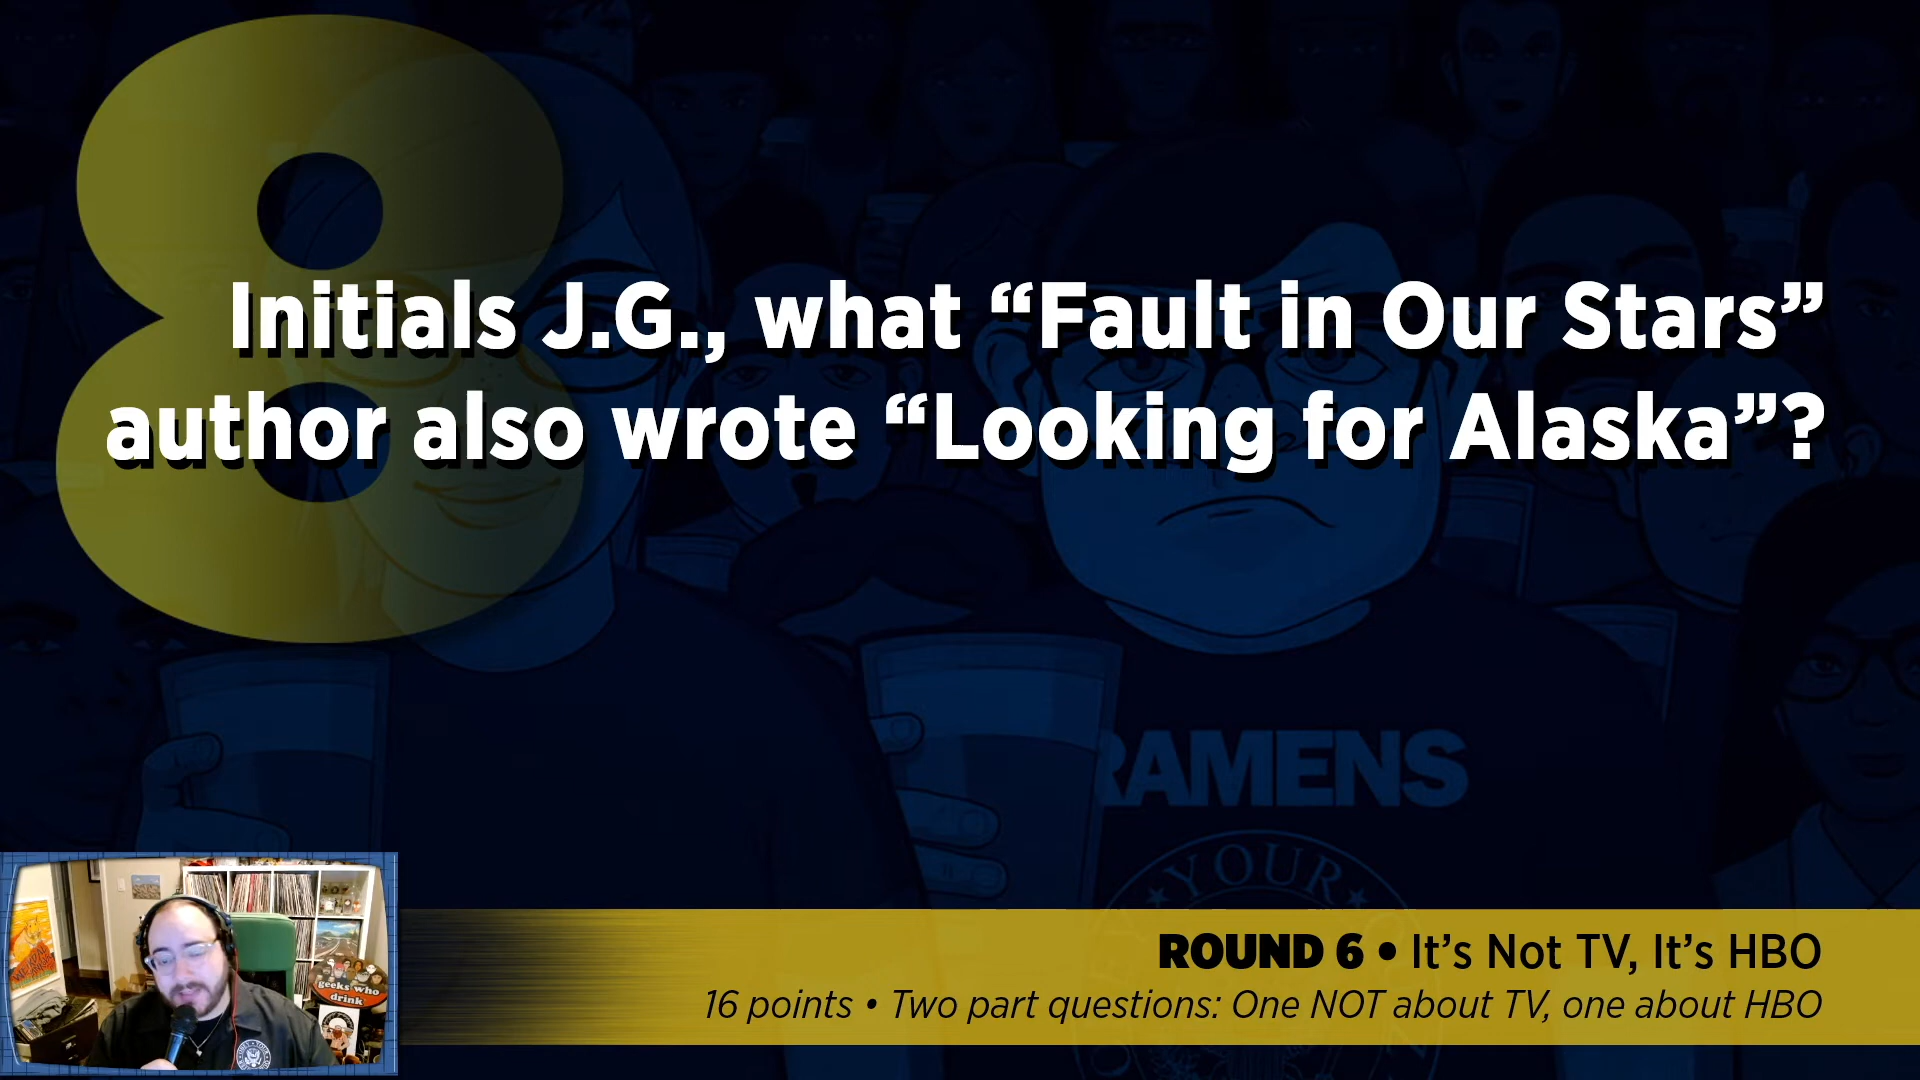 8
Initials J.G., what “Fault in Our Stars”
author also wrote “Looking for Alaska”?
RAMENS
YOUR
geeks who
drink
ROUND 6 • It’s Not TV, It’s HBO
16 points • Two part questions: One NOT about TV, one about HBO